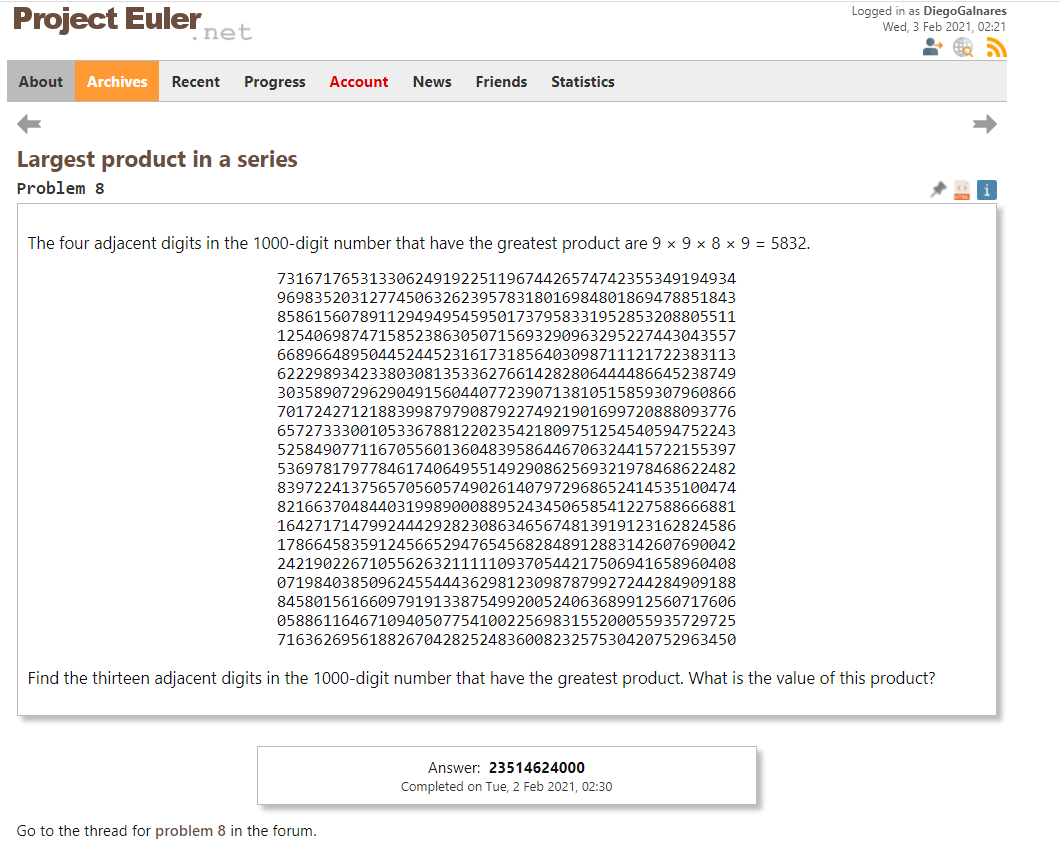 Project Euler.net
Logged in as DiegoGalnares
Wed, 3 Feb 2021, 02:21
About Archives Recent Progress Account News Friends Statistics
Largest product in a series
Problem 8
The four adjacent digits in the 1000-digit number that have the greatest product are 9 × 9 × 8 × 9 = 5832.
73167176531330624919225119674426574742355349194934
96983520312774506326239578318016984801869478851843
85861560789112949495459501737958331952853208805511
12540698747158523863050715693290963295227443043557
66896648950445244523161731856403098711121722383113
62229893423380308135336276614282806444486645238749
30358907296290491560440772390713810515859307960866
70172427121883998797908792274921901699720888093776
65727333001053367881220235421809751254540594752243
52584907711670556013604839586446706324415722155397
53697817977846174064955149290862569321978468622482
83972241375657056057490261407972968652414535100474
82166370484403199890008895243450658541227588666881
16427171479924442928230863465674813919123162824586
17866458359124566529476545682848912883142607690042
24219022671055626321111109370544217506941658960408
07198403850962455444362981230987879927244284909188
84580156166097919133875499200524063689912560717606
05886116467109405077541002256983155200055935729725
71636269561882670428252483600823257530420752963450
Find the thirteen adjacent digits in the 1000-digit number that have the greatest product. What is the value of this product?
Answer: 23514624000
Completed on Tue, 2 Feb 2021, 02:30
Go to the thread for problem 8 in the forum.